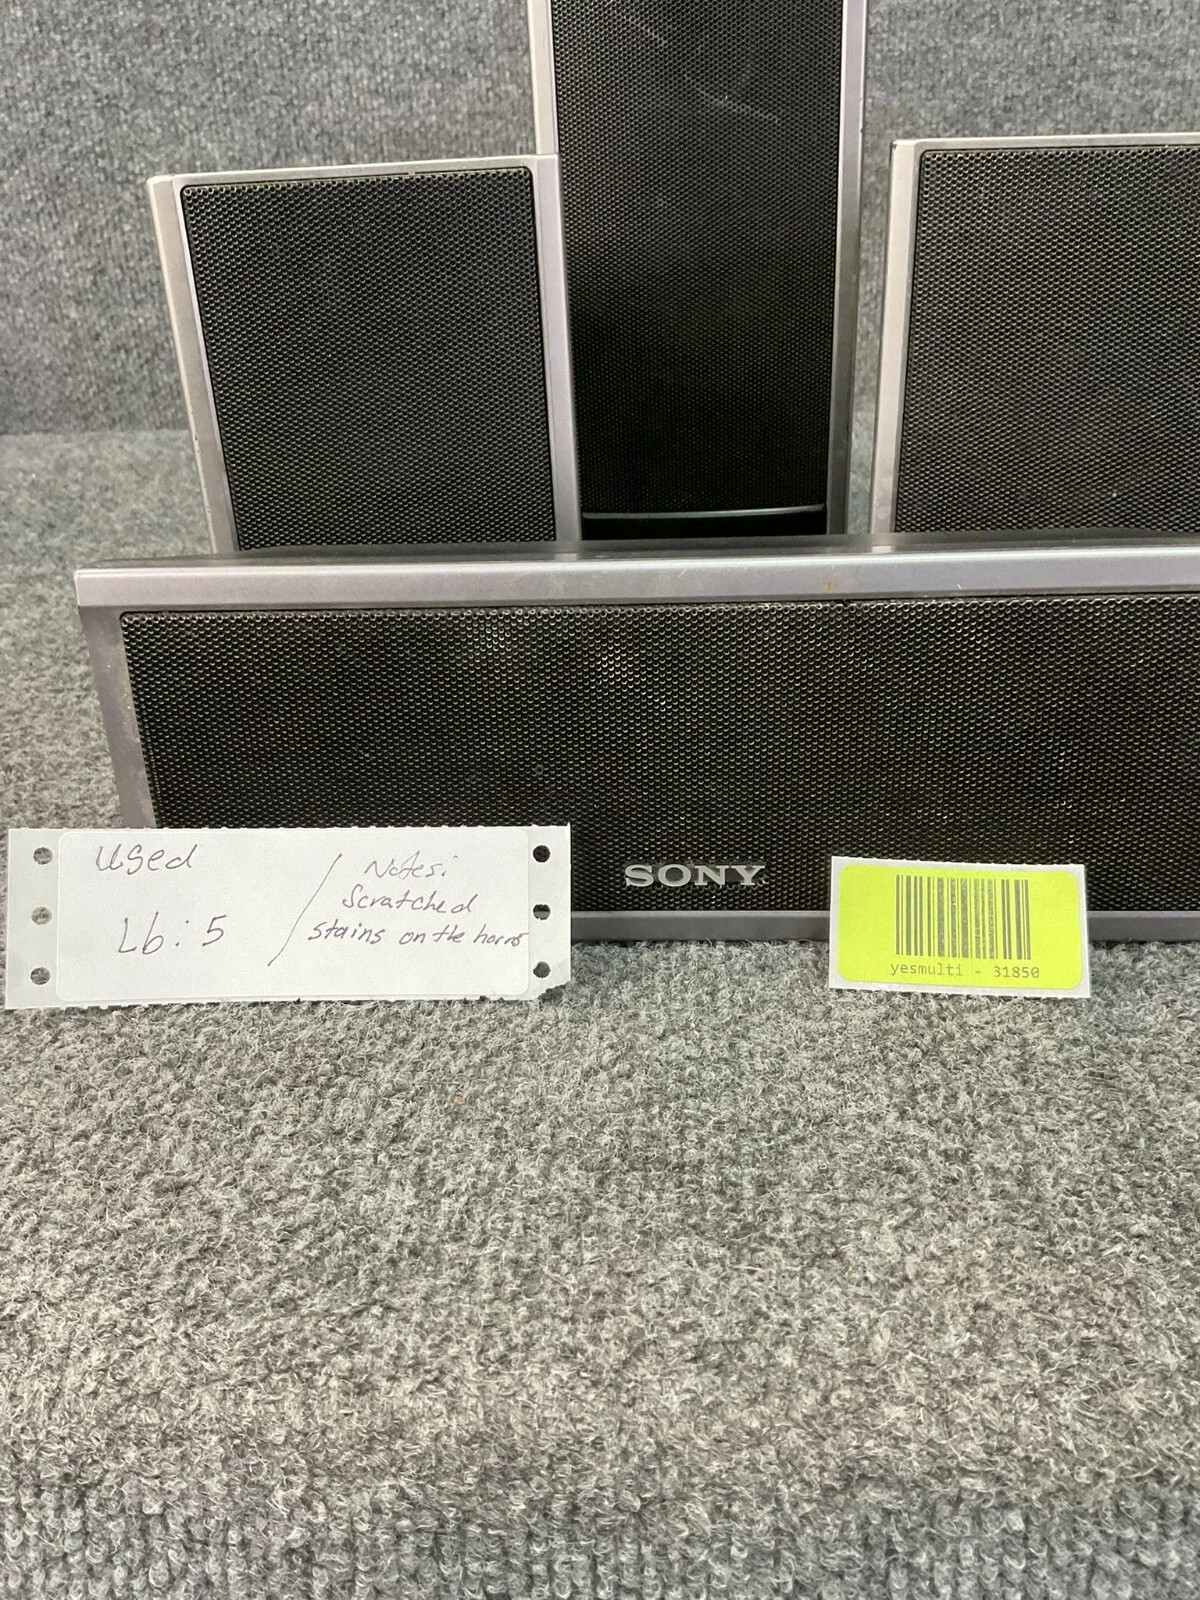 SONY
used
Lb: 5
Notes:
Scratched
stains on the horns
yesmulti - 31850